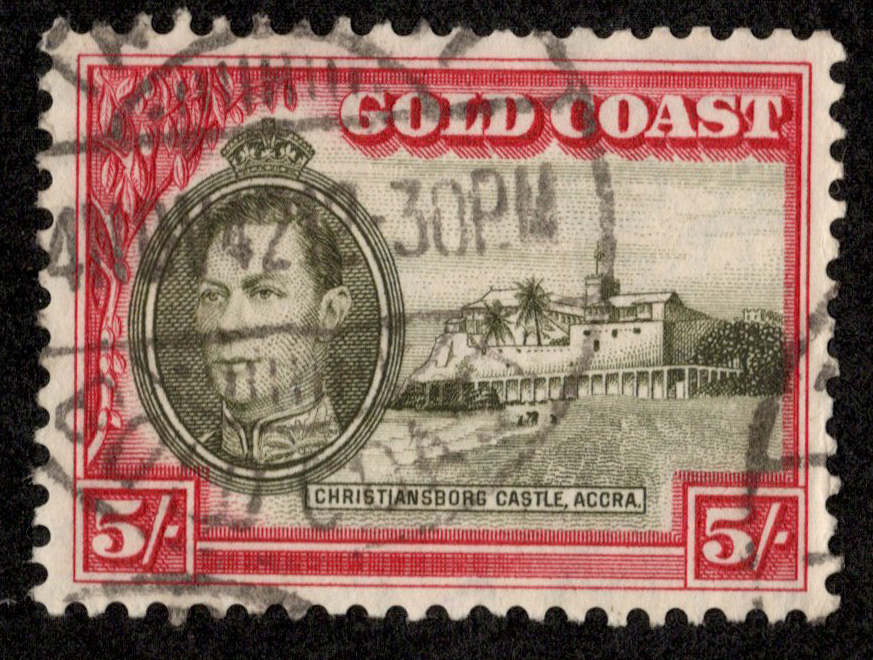 GOLD COAST
30P.M
CHRISTIANSBORG CASTLE, ACCRA.
5/-
5/-